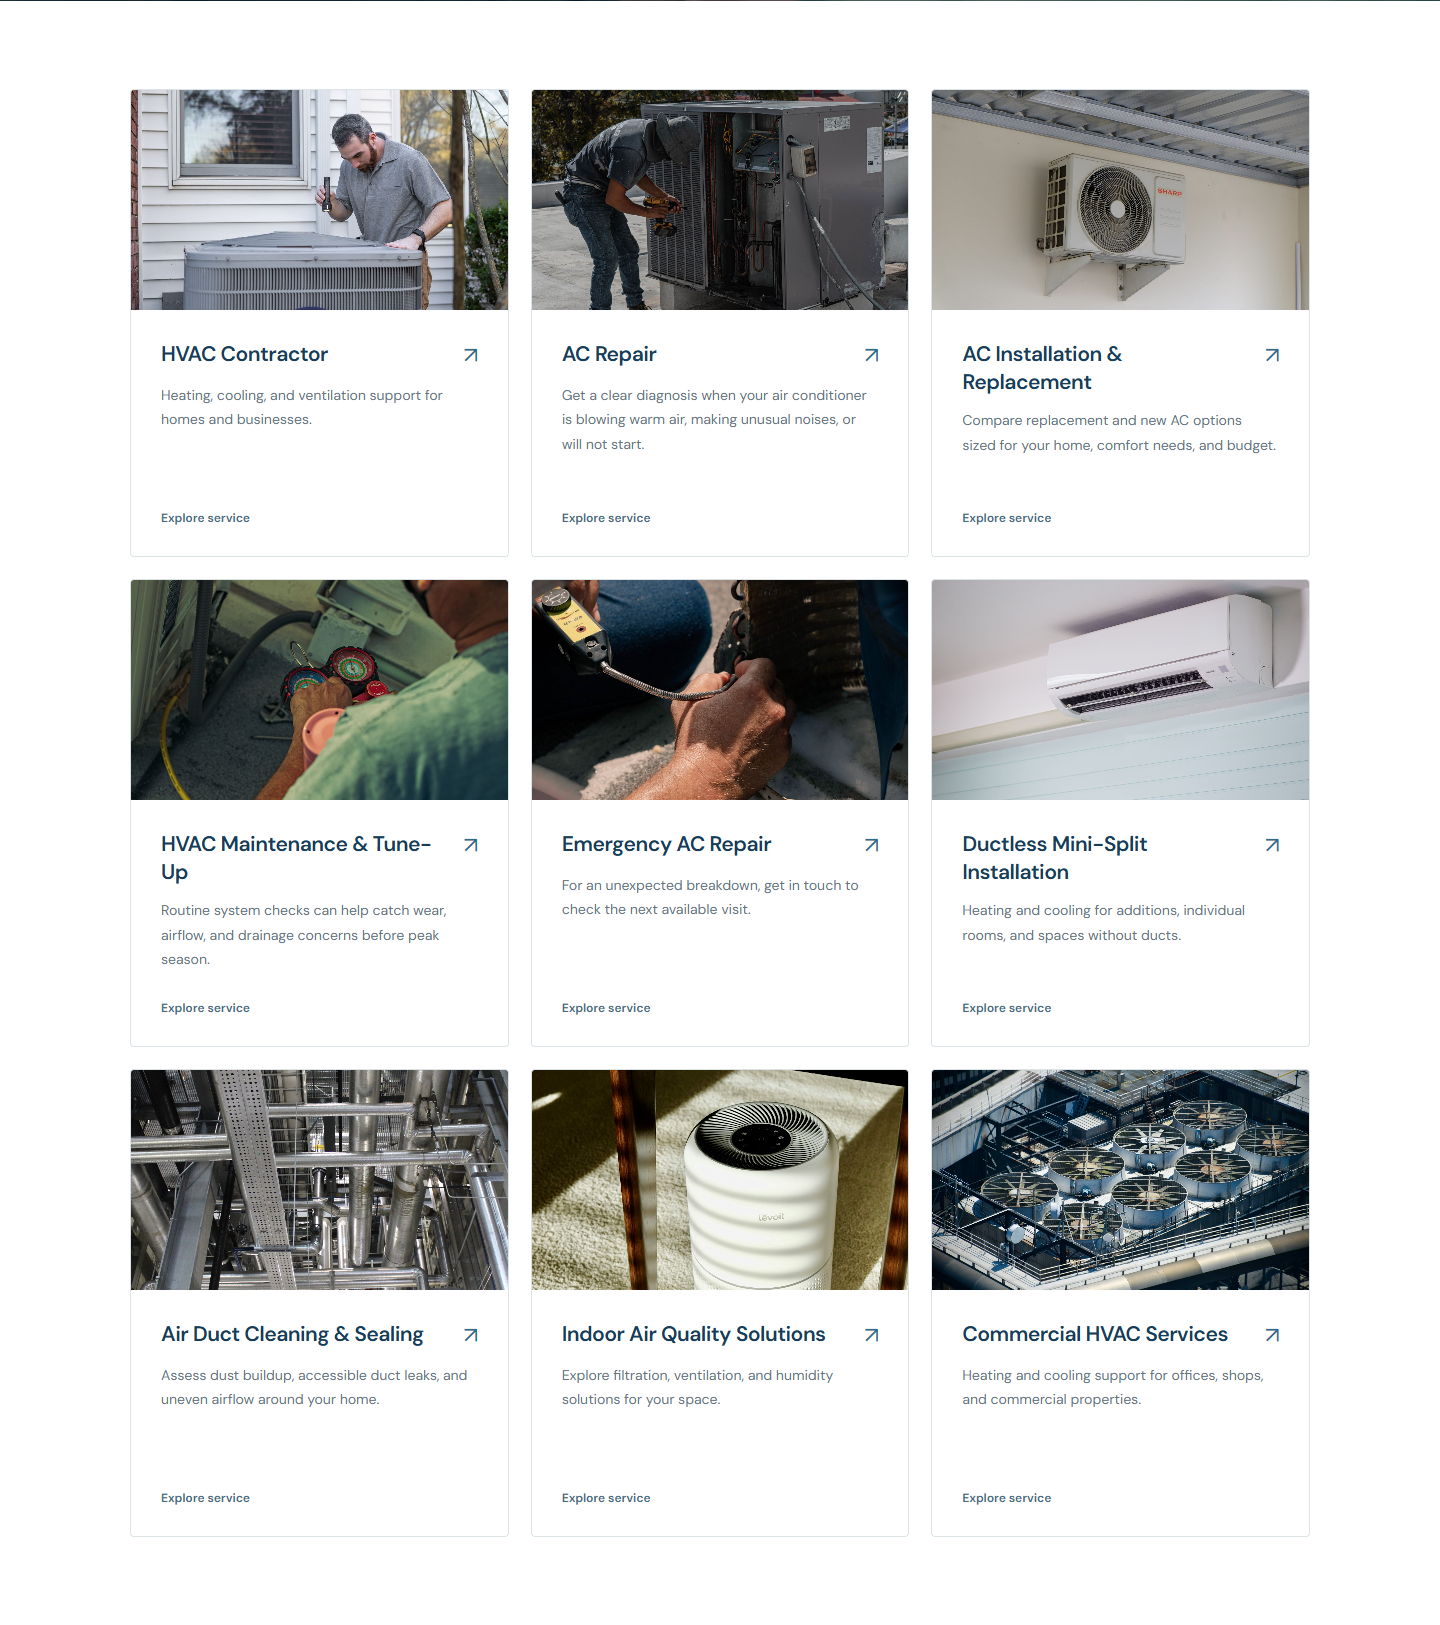 SHARP
HVAC Contractor
Heating, cooling, and ventilation support for
homes and businesses.
Explore service
AC Repair
Get a clear diagnosis when your air conditioner
is blowing warm air, making unusual noises, or
will not start.
Explore service
AC Installation &
Replacement
Compare replacement and new AC options
sized for your home, comfort needs, and budget.
Explore service
HVAC Maintenance & Tune-
Up
Routine system checks can help catch wear,
airflow, and drainage concerns before peak
season.
Explore service
Emergency AC Repair
For an unexpected breakdown, get in touch to
check the next available visit.
Explore service
Ductless Mini-Split
Installation
Heating and cooling for additions, individual
rooms, and spaces without ducts.
Explore service
levoit
Air Duct Cleaning & Sealing
Assess dust buildup, accessible duct leaks, and
uneven airflow around your home.
Explore service
Indoor Air Quality Solutions
Explore filtration, ventilation, and humidity
solutions for your space.
Explore service
Commercial HVAC Services
Heating and cooling support for offices, shops,
and commercial properties.
Explore service